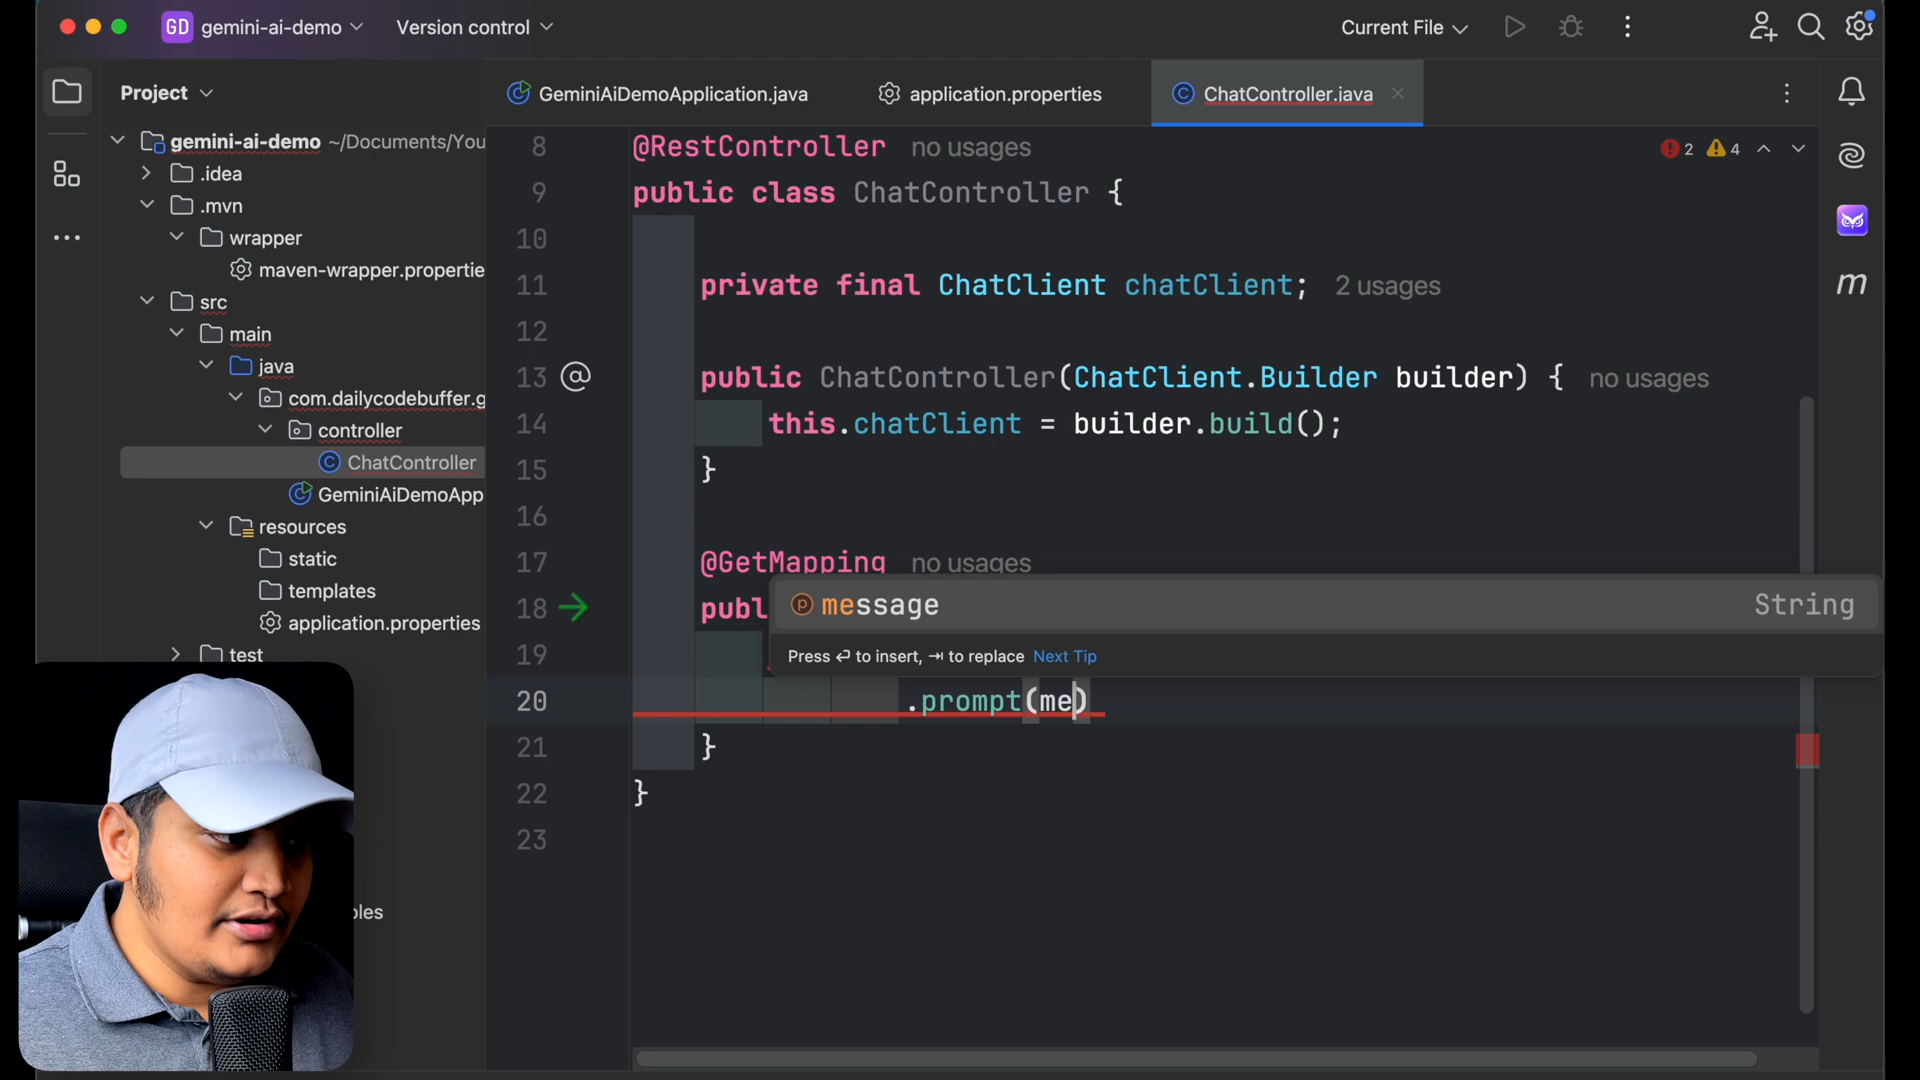 GD gemini-ai-demo Version control Current File
Project
GeminiAiDemoApplication.java application.properties ChatController.java
gemini-ai-demo ~/Documents/You
.idea
.mvn
wrapper
maven-wrapper.propertie
src
main
java
com.dailycodebuffer.g
controller
ChatController
GeminiAiDemoApp
resources
static
templates
application.properties
test
8 @RestController no usages
2 4
9 public class ChatController {
10
11 private final ChatClient chatClient; 2 usages
12
13 public ChatController(ChatClient.Builder builder) { no usages
14 this.chatClient = builder.build();
15 }
16
17 @GetMapping no usages
18 publ
message String
19
Press ⏎ to insert, ⇥ to replace Next Tip
20 .prompt(me)
21 }
22 }
23
m